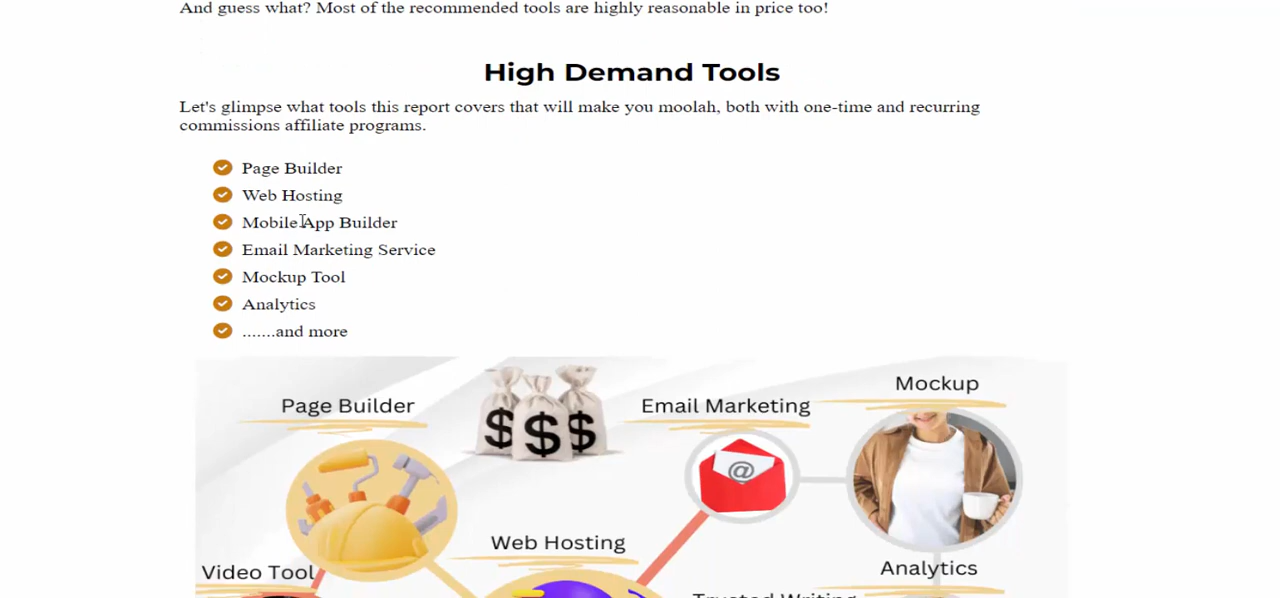 And guess what? Most of the recommended tools are highly reasonable in price too!
High Demand Tools
Let's glimpse what tools this report covers that will make you moolah, both with one-time and recurring
commissions affiliate programs.
Page Builder
Web Hosting
Mobile App Builder
Email Marketing Service
Mockup Tool
Analytics
.......and more
Mockup
Page Builder
Email Marketing
$ $ $
@
Web Hosting
Video Tool
Analytics
Trusted Writing